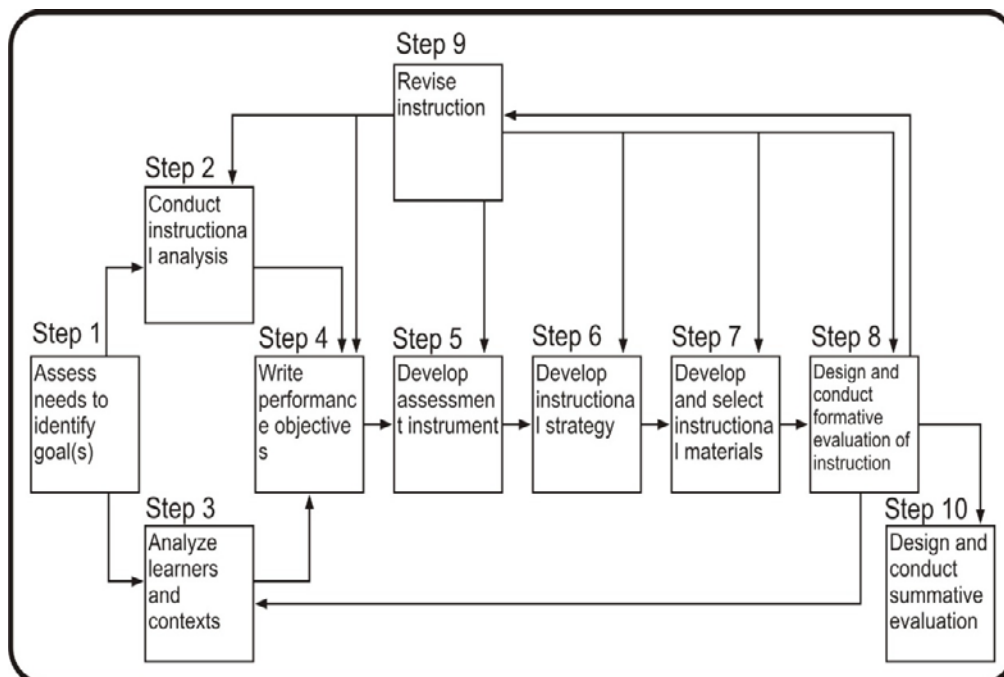 Step 9
Revise
instruction
Step 2
Conduct
instructiona
l analysis
Step 1
Assess
needs to
identify
goal(s)
Step 4
Write
performanc
e objective
s
Step 5
Develop
assessmen
t instrument
Step 6
Develop
instructiona
l strategy
Step 7
Develop
and select
instructiona
l materials
Step 8
Design and
conduct
formative
evaluation of
instruction
Step 3
Analyze
learners
and
contexts
Step 10
Design and
conduct
summative
evaluation